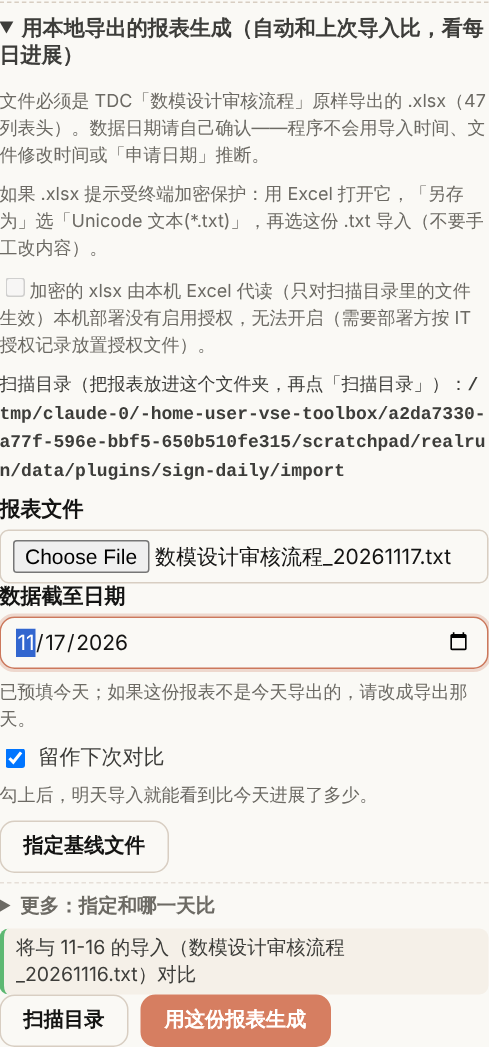 ▼ 用本地导出的报表生成（自动和上次导入比，看每
日进展）
文件必须是 TDC「数模设计审核流程」原样导出的 .xlsx（47
列表头）。数据日期请自己确认——程序不会用导入时间、文
件修改时间或「申请日期」推断。
如果 .xlsx 提示受终端加密保护：用 Excel 打开它，「另存
为」选「Unicode 文本(*.txt)」，再选这份 .txt 导入（不要手
工改内容）。
加密的 xlsx 由本机 Excel 代读（只对扫描目录里的文件
生效）本机部署没有启用授权，无法开启（需要部署方按 IT
授权记录放置授权文件）。
扫描目录（把报表放进这个文件夹，再点「扫描目录」）：/
tmp/claude-0/-home-user-vse-toolbox/a2da7330-
a77f-596e-bbf5-650b510fe315/scratchpad/realru
n/data/plugins/sign-daily/import
报表文件
Choose File 数模设计审核流程_20261117.txt
数据截至日期
11/17/2026
已预填今天；如果这份报表不是今天导出的，请改成导出那
天。
留作下次对比
勾上后，明天导入就能看到比今天进展了多少。
指定基线文件
▶ 更多：指定和哪一天比
将与 11-16 的导入（数模设计审核流程
_20261116.txt）对比
扫描目录 用这份报表生成